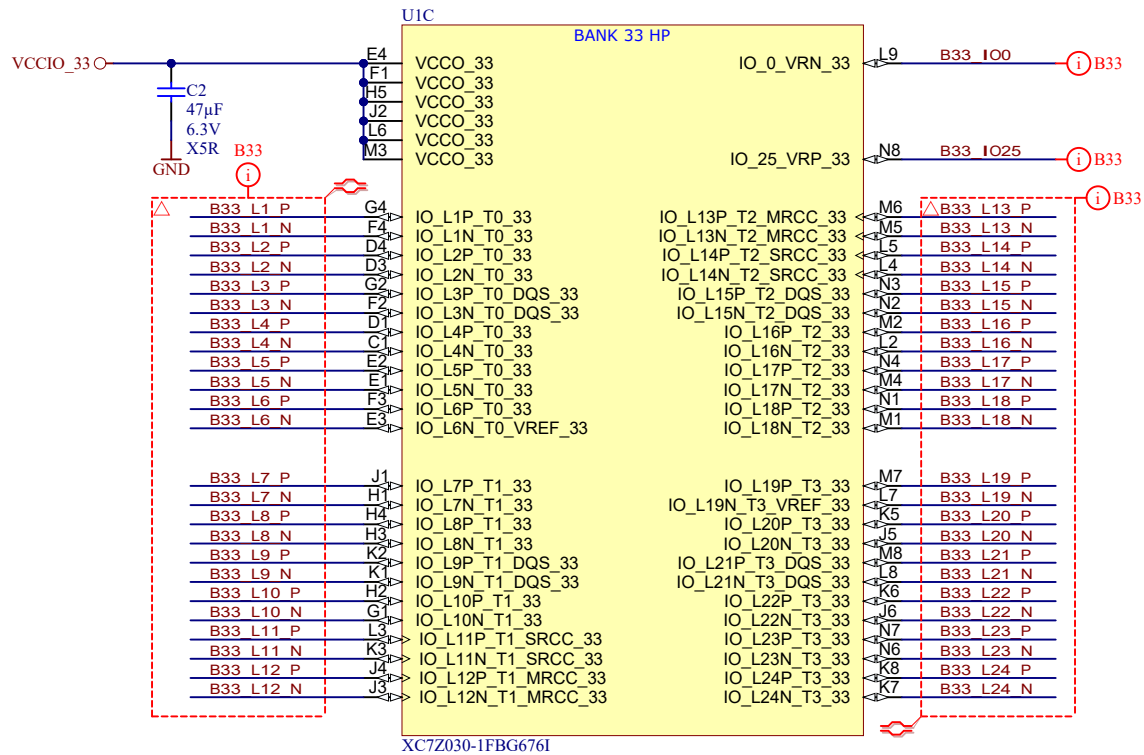 U1C
BANK 33 HP
VCCIO_33
E4 VCCO_33
F1 VCCO_33
H5 VCCO_33
J2 VCCO_33
L6 VCCO_33
M3 VCCO_33
C2
47µF
6.3V
X5R
GND
IO_0_VRN_33 L9 B33_IO0 i B33
IO_25_VRP_33 N8 B33_IO25 i B33
B33
i
B33_L1_P G4 IO_L1P_T0_33
B33_L1_N F4 IO_L1N_T0_33
B33_L2_P D4 IO_L2P_T0_33
B33_L2_N D3 IO_L2N_T0_33
B33_L3_P G2 IO_L3P_T0_DQS_33
B33_L3_N F2 IO_L3N_T0_DQS_33
B33_L4_P D1 IO_L4P_T0_33
B33_L4_N C1 IO_L4N_T0_33
B33_L5_P E2 IO_L5P_T0_33
B33_L5_N E1 IO_L5N_T0_33
B33_L6_P F3 IO_L6P_T0_33
B33_L6_N E3 IO_L6N_T0_VREF_33
B33_L7_P J1 IO_L7P_T1_33
B33_L7_N H1 IO_L7N_T1_33
B33_L8_P H4 IO_L8P_T1_33
B33_L8_N H3 IO_L8N_T1_33
B33_L9_P K2 IO_L9P_T1_DQS_33
B33_L9_N K1 IO_L9N_T1_DQS_33
B33_L10_P H2 IO_L10P_T1_33
B33_L10_N G1 IO_L10N_T1_33
B33_L11_P L3 IO_L11P_T1_SRCC_33
B33_L11_N K3 IO_L11N_T1_SRCC_33
B33_L12_P J4 IO_L12P_T1_MRCC_33
B33_L12_N J3 IO_L12N_T1_MRCC_33
i B33
IO_L13P_T2_MRCC_33 M6 B33_L13_P
IO_L13N_T2_MRCC_33 M5 B33_L13_N
IO_L14P_T2_SRCC_33 L5 B33_L14_P
IO_L14N_T2_SRCC_33 L4 B33_L14_N
IO_L15P_T2_DQS_33 N3 B33_L15_P
IO_L15N_T2_DQS_33 N2 B33_L15_N
IO_L16P_T2_33 M2 B33_L16_P
IO_L16N_T2_33 L2 B33_L16_N
IO_L17P_T2_33 N4 B33_L17_P
IO_L17N_T2_33 M4 B33_L17_N
IO_L18P_T2_33 N1 B33_L18_P
IO_L18N_T2_33 M1 B33_L18_N
IO_L19P_T3_33 M7 B33_L19_P
IO_L19N_T3_VREF_33 L7 B33_L19_N
IO_L20P_T3_33 K5 B33_L20_P
IO_L20N_T3_33 J5 B33_L20_N
IO_L21P_T3_DQS_33 M8 B33_L21_P
IO_L21N_T3_DQS_33 L8 B33_L21_N
IO_L22P_T3_33 K6 B33_L22_P
IO_L22N_T3_33 J6 B33_L22_N
IO_L23P_T3_33 N7 B33_L23_P
IO_L23N_T3_33 N6 B33_L23_N
IO_L24P_T3_33 K8 B33_L24_P
IO_L24N_T3_33 K7 B33_L24_N
XC7Z030-1FBG676I